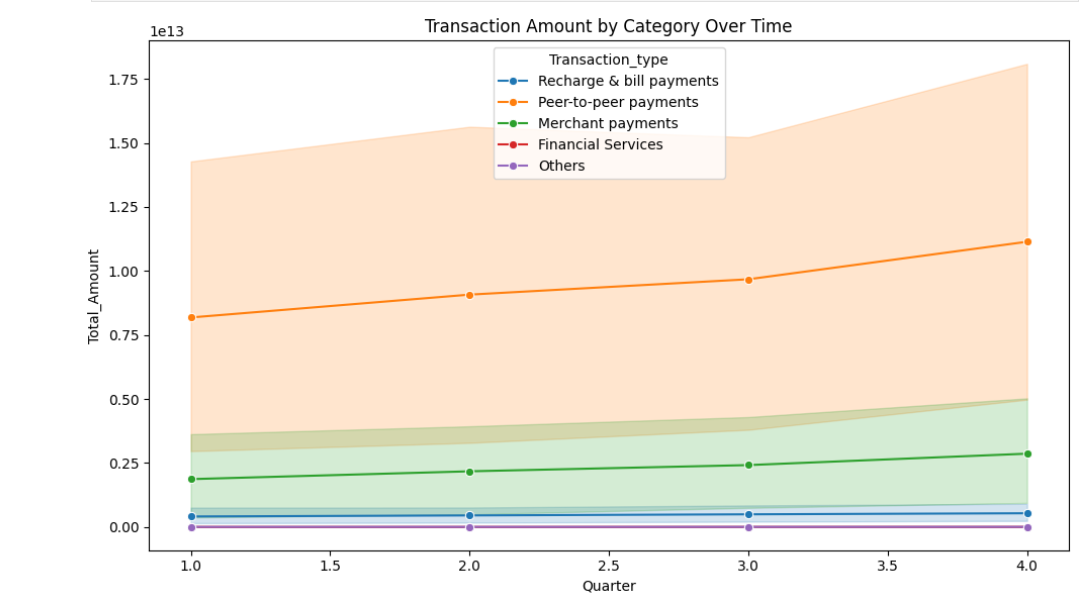 Transaction Amount by Category Over Time
1e13
Transaction_type
Recharge & bill payments
Peer-to-peer payments
Merchant payments
Financial Services
Others
Total_Amount
1.75
1.50
1.25
1.00
0.75
0.50
0.25
0.00
1.0 1.5 2.0 2.5 3.0 3.5 4.0
Quarter